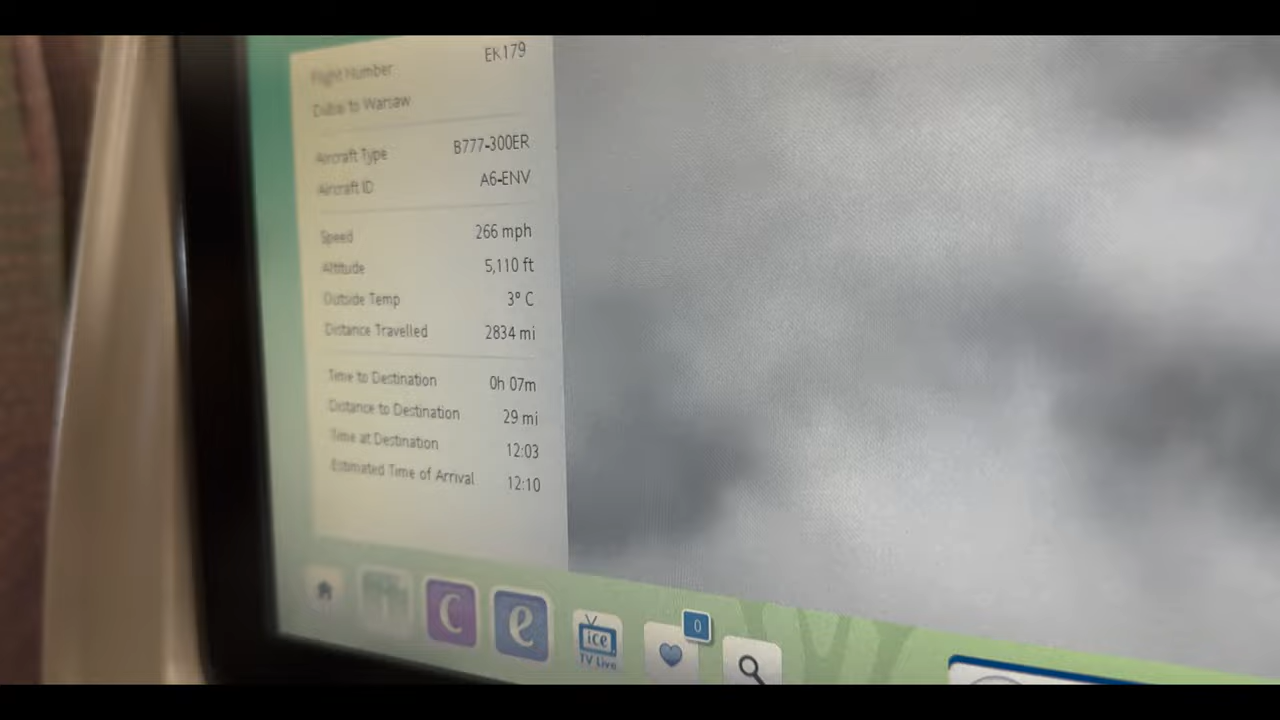 Flight Number EK179
Dubai to Warsaw
Aircraft Type B777-300ER
Aircraft ID A6-ENV
Speed 266 mph
Altitude 5,110 ft
Outside Temp 3° C
Distance Travelled 2834 mi
Time to Destination 0h 07m
Distance to Destination 29 mi
Time at Destination 12:03
Estimated Time of Arrival 12:10
i C e ice 0
TV Live